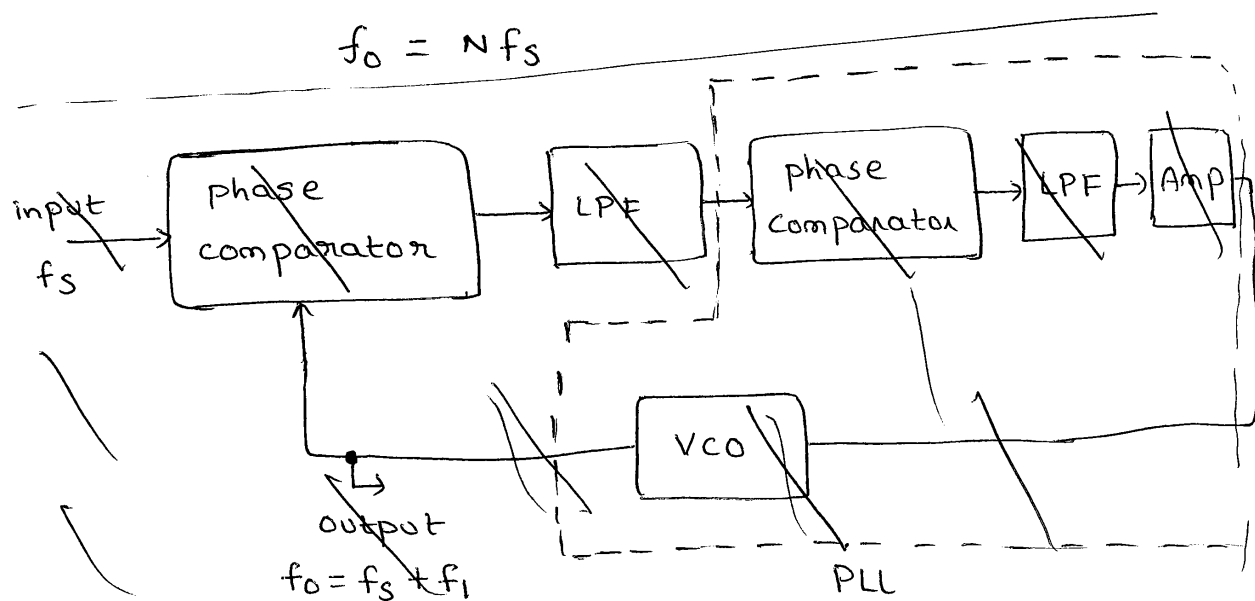 fo = N fs
input
fs
phase
comparator
LPF
phase
comparator
LPF
Amp
VCO
output
fo = fs + f1
PLL